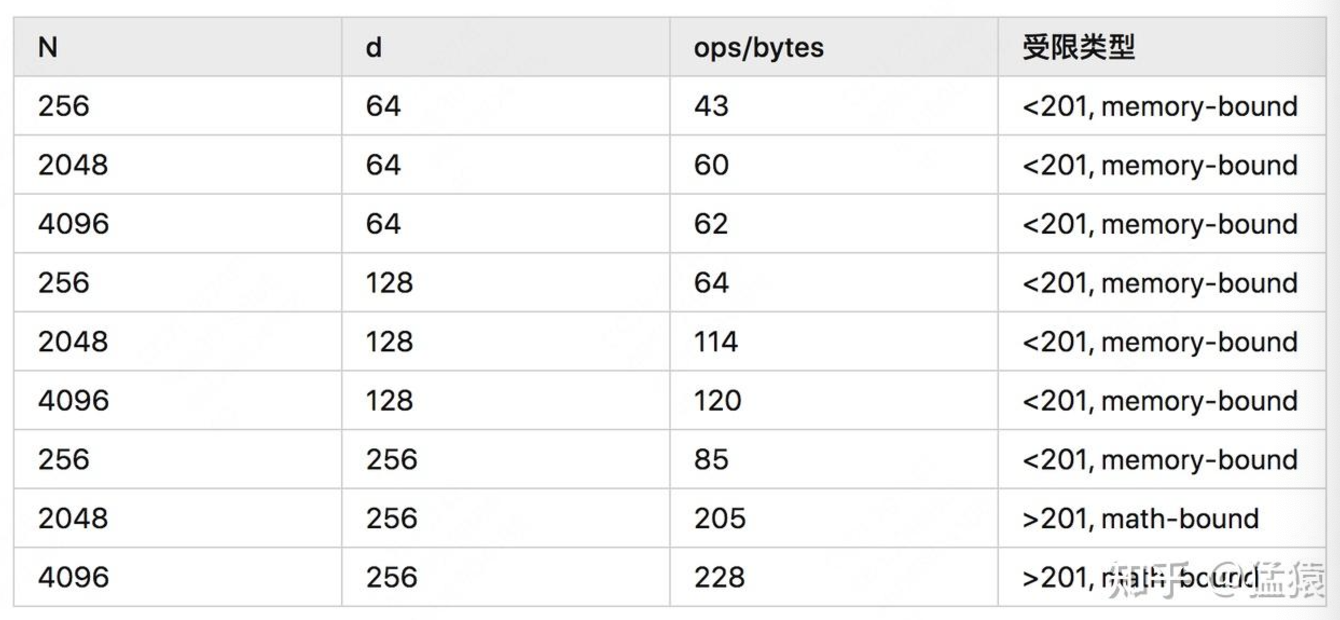 N d ops/bytes 受限类型
256 64 43 <201, memory-bound
2048 64 60 <201, memory-bound
4096 64 62 <201, memory-bound
256 128 64 <201, memory-bound
2048 128 114 <201, memory-bound
4096 128 120 <201, memory-bound
256 256 85 <201, memory-bound
2048 256 205 >201, math-bound
4096 256 228 >201, math-bound
知乎 @猛猿